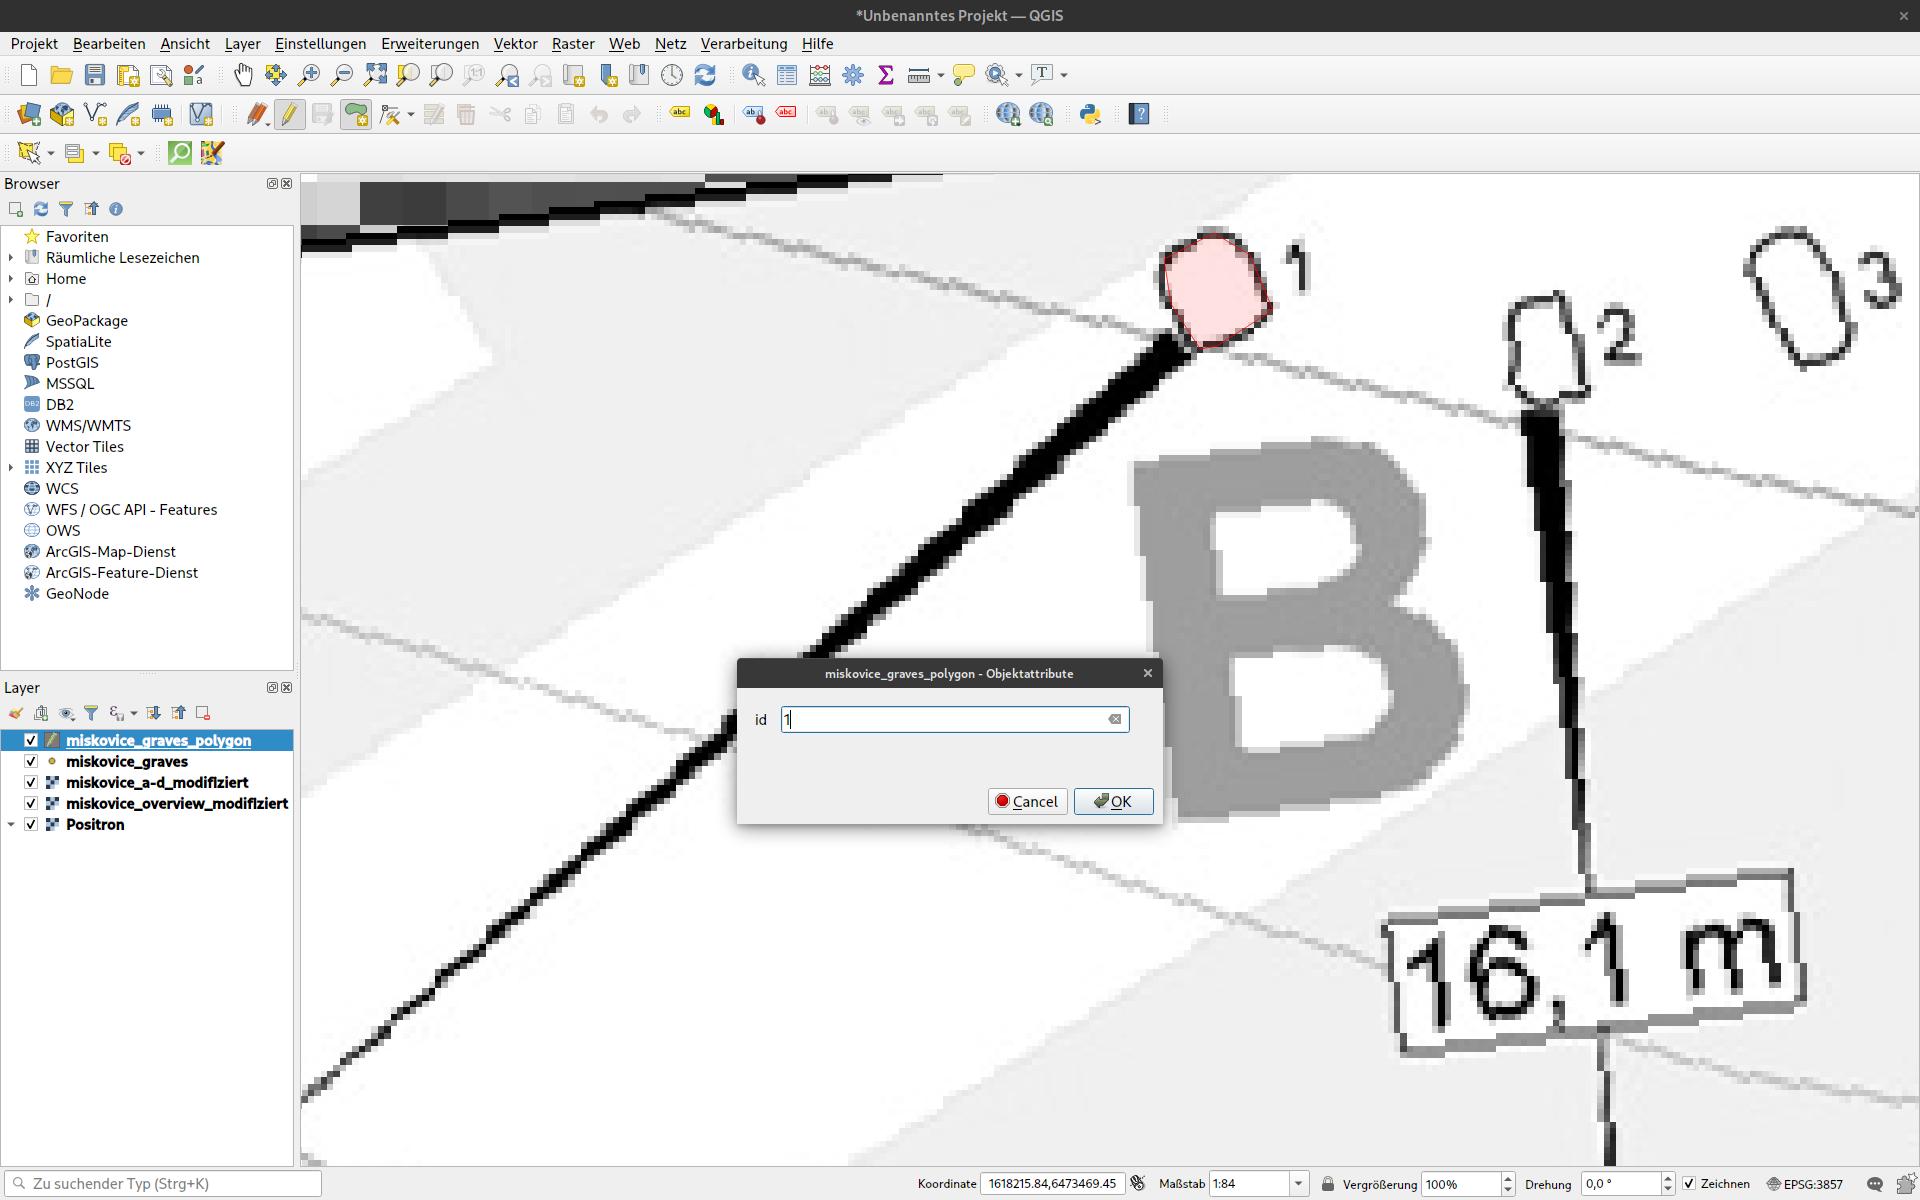 *Unbenanntes Projekt — QGIS
Projekt Bearbeiten Ansicht Layer Einstellungen Erweiterungen Vektor Raster Web Netz Verarbeitung Hilfe
Browser
Favoriten
Räumliche Lesezeichen
Home
/
GeoPackage
SpatiaLite
PostGIS
MSSQL
DB2
WMS/WMTS
Vector Tiles
XYZ Tiles
WCS
WFS / OGC API - Features
OWS
ArcGIS-Map-Dienst
ArcGIS-Feature-Dienst
GeoNode
Layer
miskovice_graves_polygon
miskovice_graves
miskovice_a-d_modifiziert
miskovice_overview_modifiziert
Positron
1
2
3
B
16,1 m
miskovice_graves_polygon - Objektattribute
id 1
Cancel OK
Zu suchender Typ (Strg+K)
Koordinate 1618215.84,6473469.45 Maßstab 1:84 Vergrößerung 100% Drehung 0,0 ° Zeichnen EPSG:3857